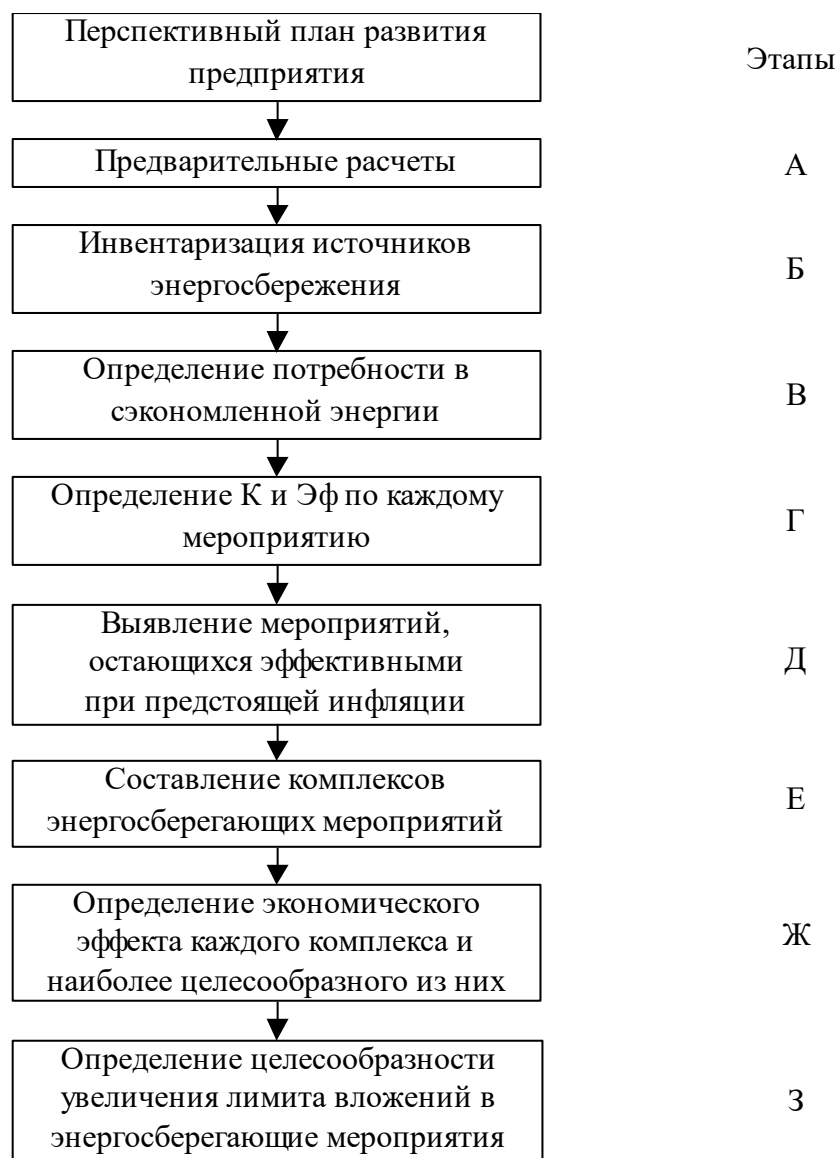 Перспективный план развития
предприятия
Этапы
Предварительные расчеты
А
Инвентаризация источников
энергосбережения
Б
Определение потребности в
сэкономленной энергии
В
Определение К и Эф по каждому
мероприятию
Г
Выявление мероприятий,
остающихся эффективными
при предстоящей инфляции
Д
Составление комплексов
энергосберегающих мероприятий
Е
Определение экономического
эффекта каждого комплекса и
наиболее целесообразного из них
Ж
Определение целесообразности
увеличения лимита вложений в
энергосберегающие мероприятия
З